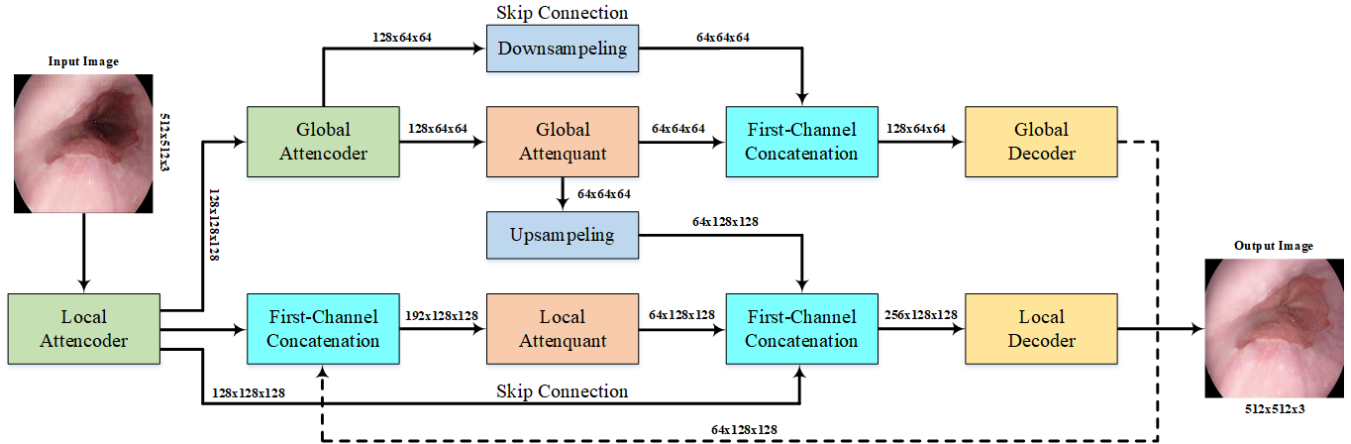 Skip Connection
128x64x64
Downsampeling
64x64x64
Input Image
512x512x3
Global
Attencoder
128x64x64
Global
Attenquant
64x64x64
First-Channel
Concatenation
128x64x64
Global
Decoder
128x128x128
64x64x64
Upsampeling
64x128x128
Output Image
Local
Attencoder
First-Channel
Concatenation
192x128x128
Local
Attenquant
64x128x128
First-Channel
Concatenation
256x128x128
Local
Decoder
128x128x128
Skip Connection
512x512x3
64x128x128